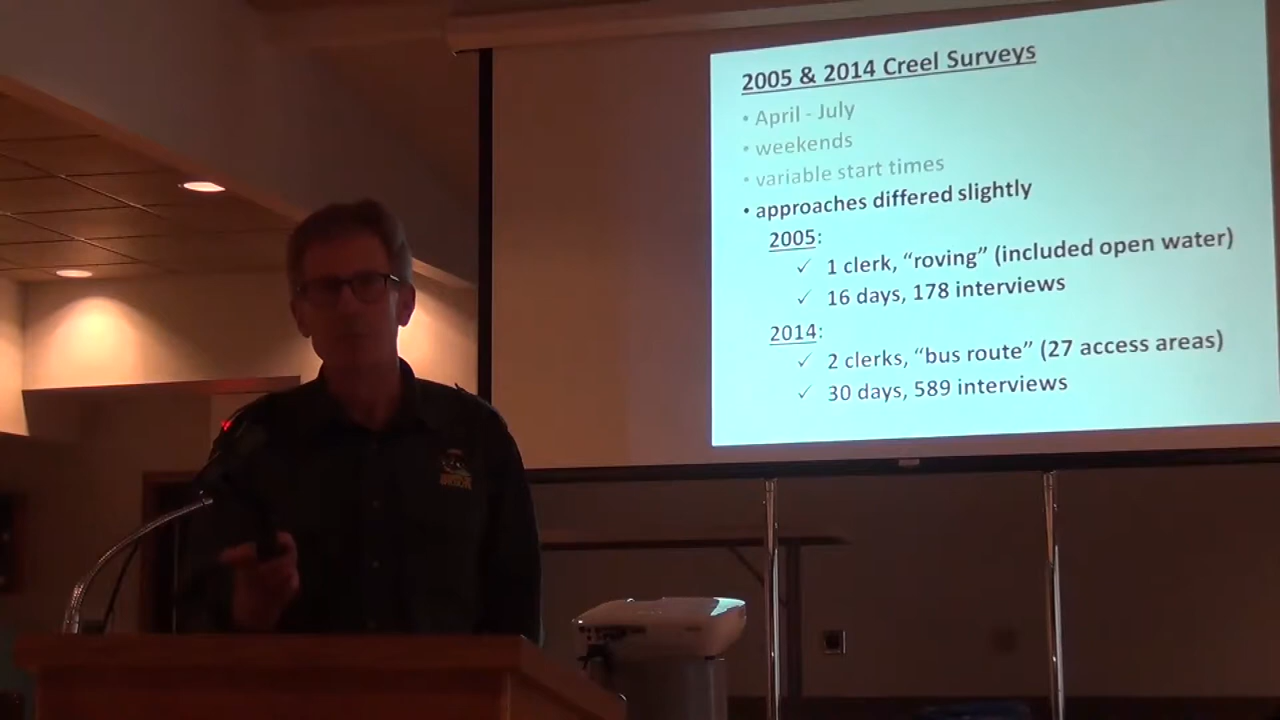 2005 & 2014 Creel Surveys
• April - July
• weekends
• variable start times
• approaches differed slightly
2005:
✓ 1 clerk, “roving” (included open water)
✓ 16 days, 178 interviews
2014:
✓ 2 clerks, “bus route” (27 access areas)
✓ 30 days, 589 interviews